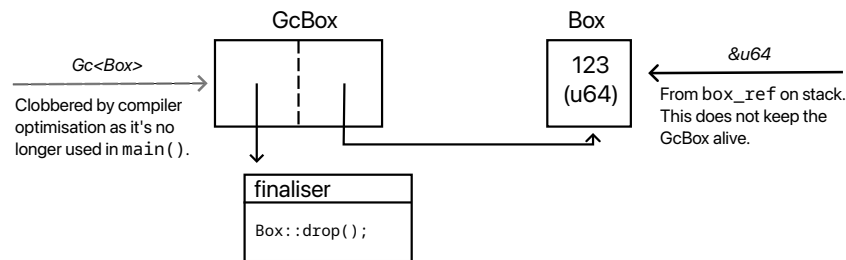 GcBox
Box
Gc<Box>
Clobbered by compiler
optimisation as it's no
longer used in main().
123
(u64)
&u64
From box_ref on stack.
This does not keep the
GcBox alive.
finaliser
Box::drop();